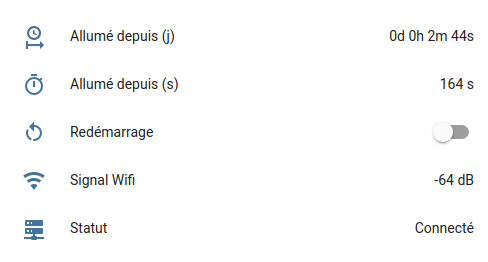 Allumé depuis (j) 0d 0h 2m 44s
Allumé depuis (s) 164 s
Redémarrage
Signal Wifi -64 dB
Statut Connecté